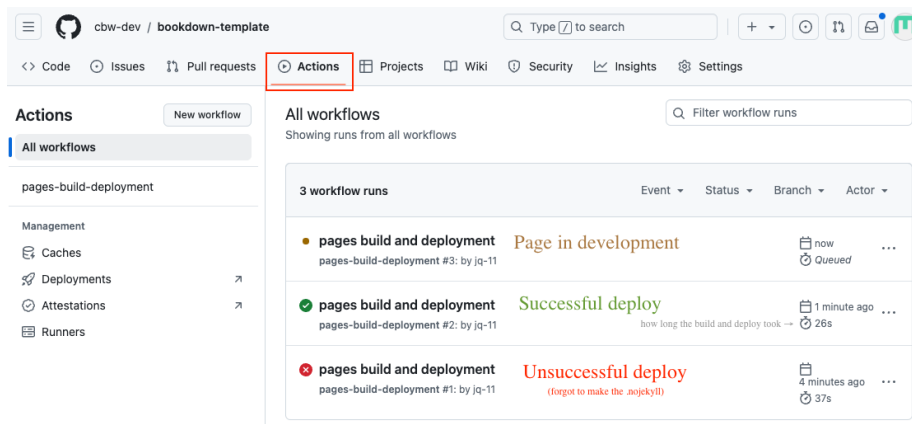 cbw-dev / bookdown-template
Type / to search
Code
Issues
Pull requests
Actions
Projects
Wiki
Security
Insights
Settings
Actions
New workflow
All workflows
pages-build-deployment
Management
Caches
Deployments
Attestations
Runners
All workflows
Showing runs from all workflows
Filter workflow runs
3 workflow runs
Event
Status
Branch
Actor
pages build and deployment
pages-build-deployment #3: by jq-11
Page in development
now
Queued
pages build and deployment
pages-build-deployment #2: by jq-11
Successful deploy
how long the build and deploy took →
1 minute ago
26s
pages build and deployment
pages-build-deployment #1: by jq-11
Unsuccessful deploy
(forgot to make the .nojekyll)
4 minutes ago
37s